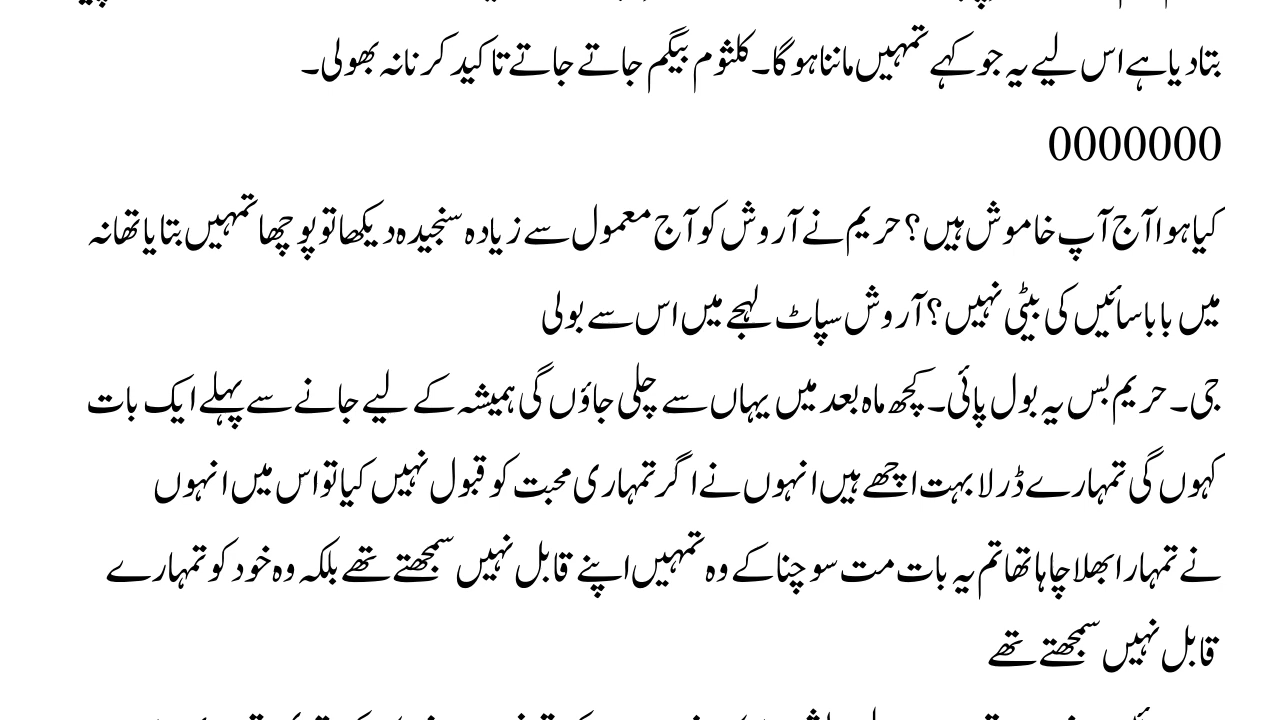 بتادیا ہے اس لیے یہ جو کہے تمہیں ماننا ہوگا۔ کلثوم بیگم جاتے جاتے تاکید کرنا نہ بھولی۔
0000000
کیا ہوا آج آپ خاموش ہیں؟ حریم نے آروش کو آج معمول سے زیادہ سنجیدہ دیکھا تو پوچھا تمہیں بتایا تھا نہ
میں بابا سائیں کی بیٹی نہیں؟ آروش سپاٹ لہجے میں اس سے بولی
جی۔ حریم بس یہ بول پائی۔ کچھ ماہ بعد میں یہاں سے چلی جاؤں گی ہمیشہ کے لیے جانے سے پہلے ایک بات
کہوں گی تمہارے ڈر لا بہت اچھے ہیں انہوں نے اگر تمہاری محبت کو قبول نہیں کیا تو اس میں انہوں
نے تمہارا بھلا چاہا تھا تم یہ بات مت سوچنا کے وہ تمہیں اپنے قابل نہیں سمجھتے تھے بلکہ وہ خود کو تمہارے
قابل نہیں سمجھتے تھے